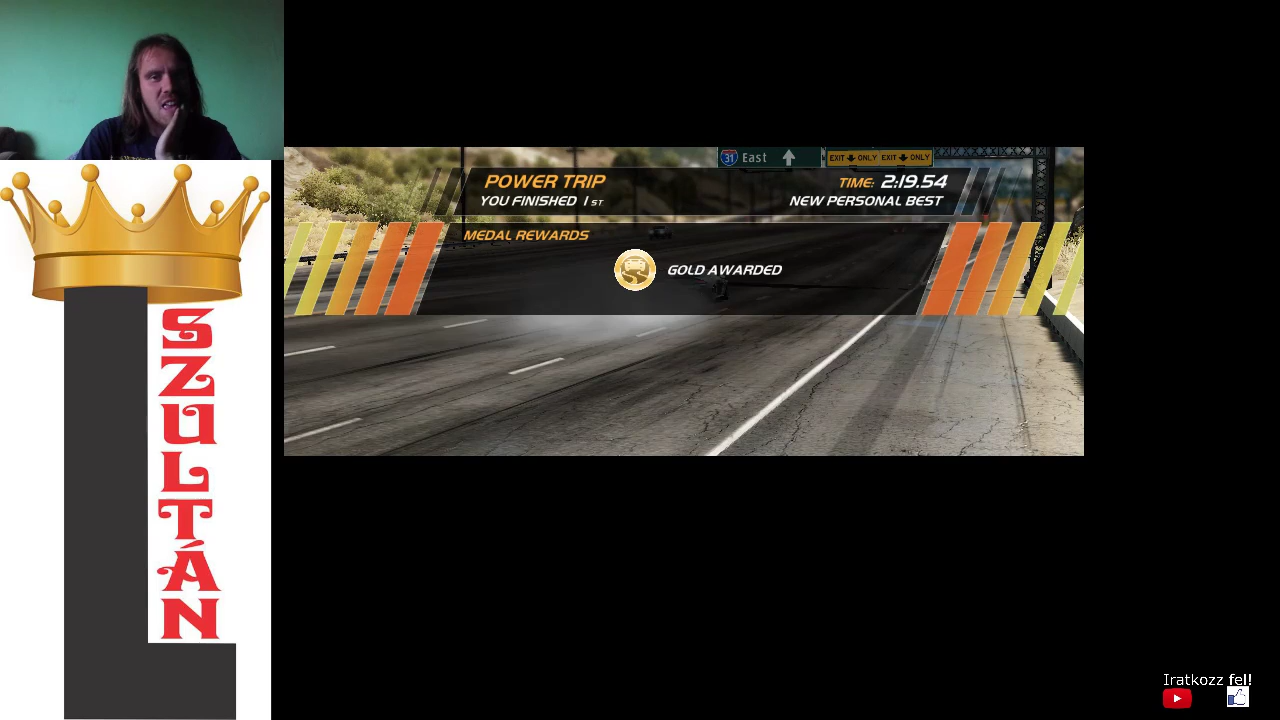 31 East
EXIT ONLY EXIT ONLY
POWER TRIP
YOU FINISHED 1ST
TIME: 2:19.54
NEW PERSONAL BEST
MEDAL REWARDS
GOLD AWARDED
L
SZULTÁN
Iratkozz fel!